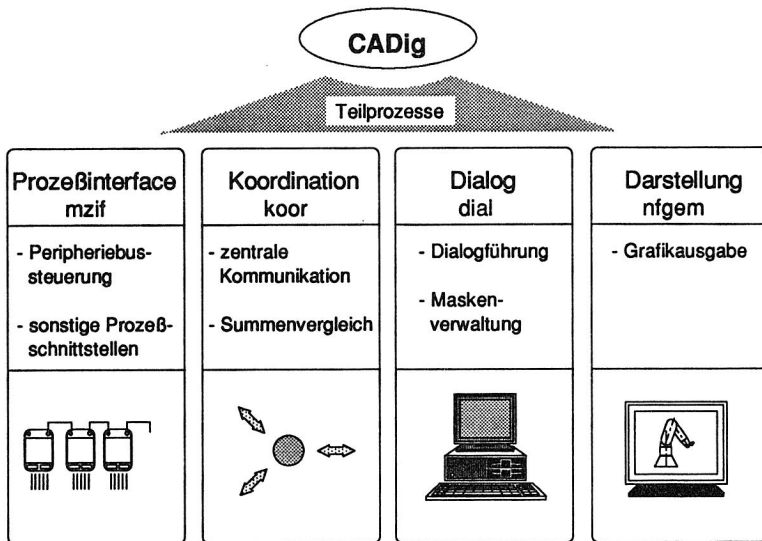 CADig
Teilprozesse
Prozeßinterface
mzif
- Peripheriebus-
steuerung
- sonstige Prozeß-
schnittstellen
Koordination
koor
- zentrale
Kommunikation
- Summenvergleich
Dialog
dial
- Dialogführung
- Masken-
verwaltung
Darstellung
nfgem
- Grafikausgabe